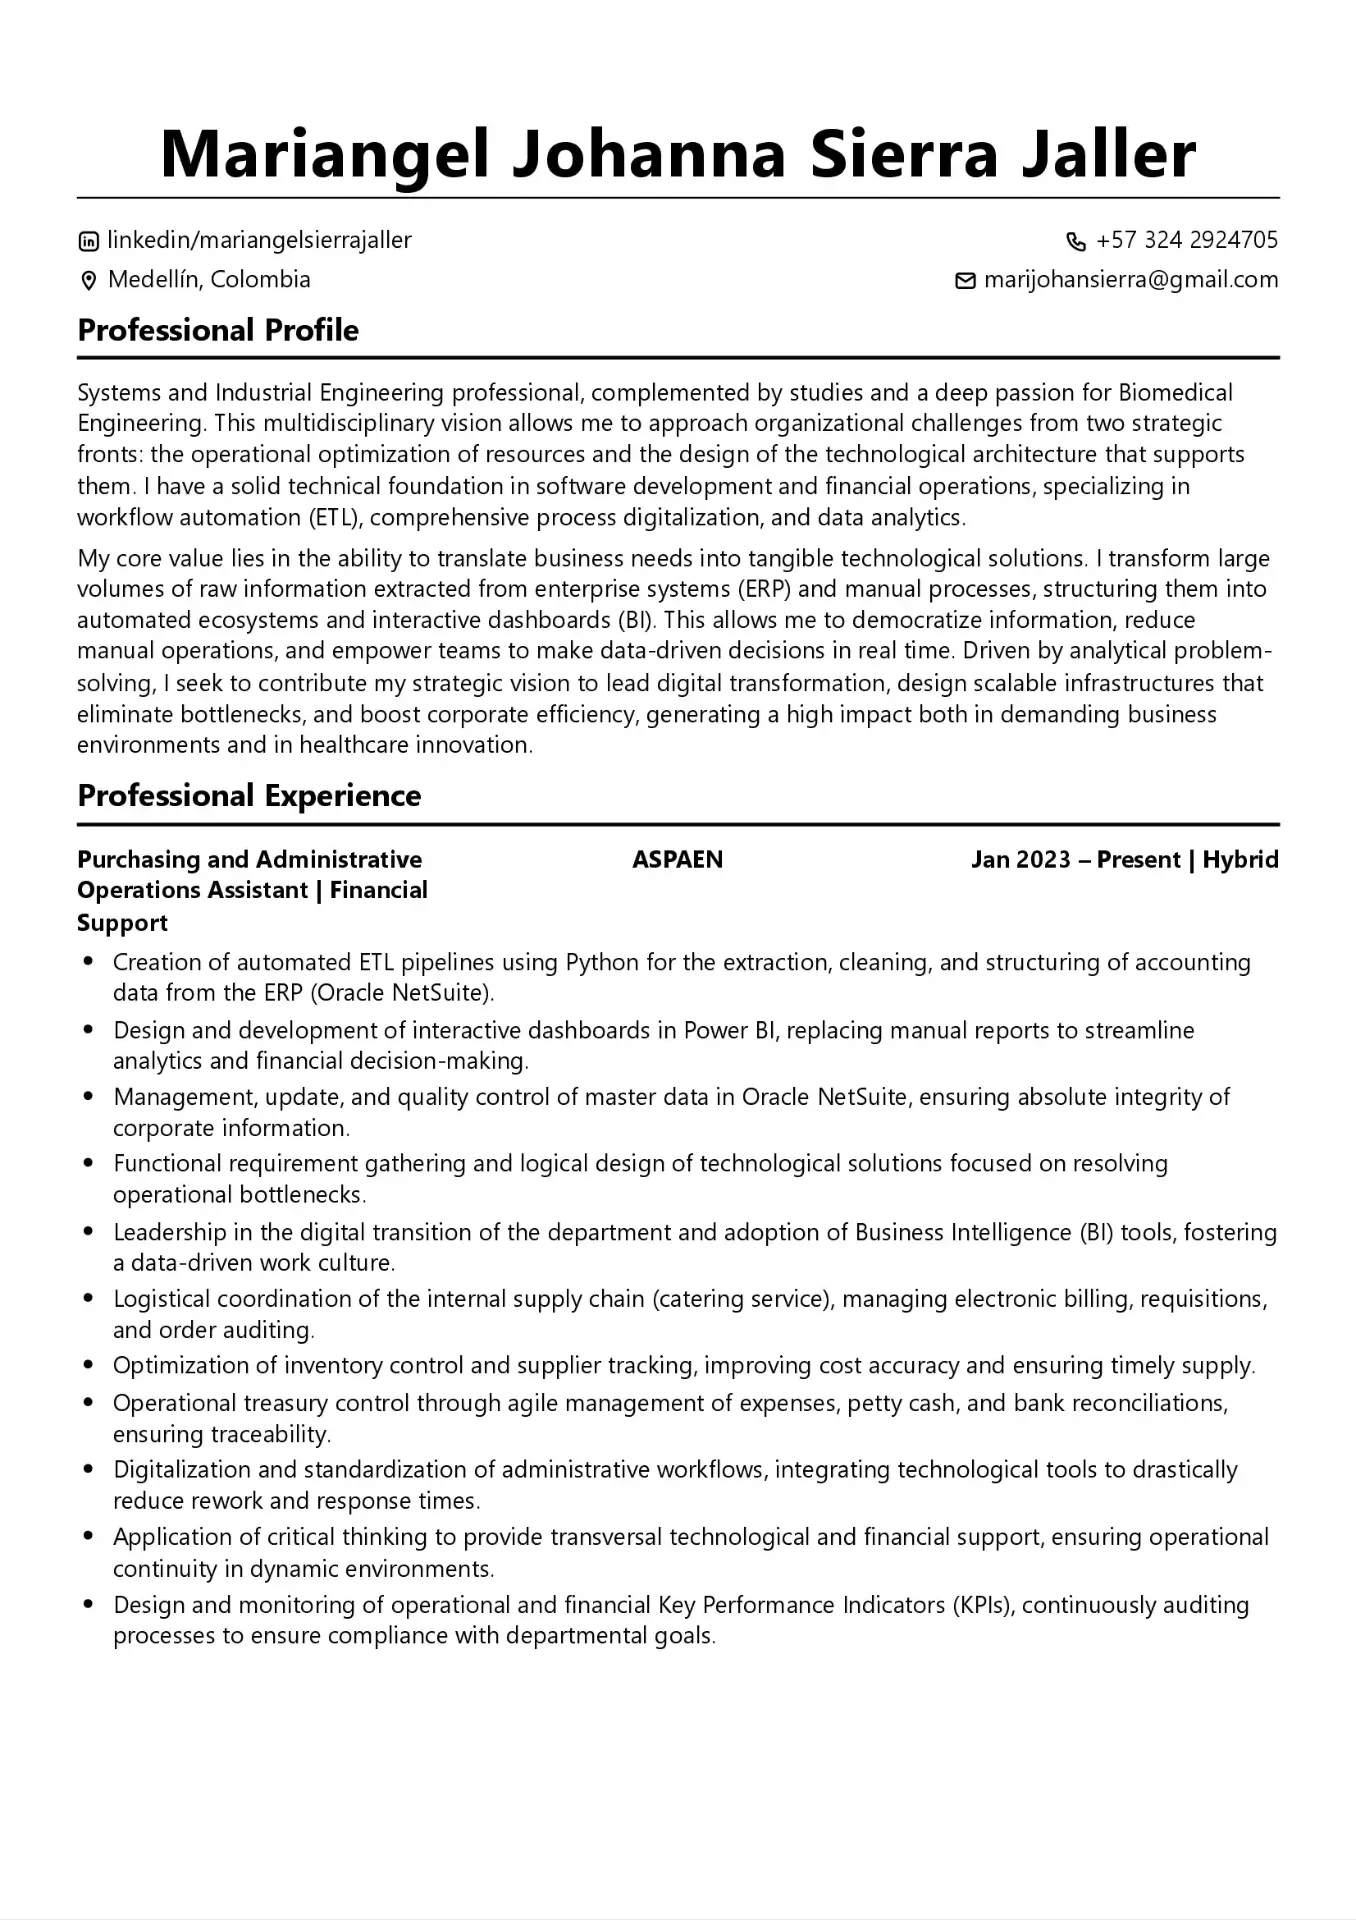 Mariangel Johanna Sierra Jaller
linkedin/mariangelsierrajaller
+57 324 2924705
Medellín, Colombia
marijohansierra@gmail.com
Professional Profile
Systems and Industrial Engineering professional, complemented by studies and a deep passion for Biomedical
Engineering. This multidisciplinary vision allows me to approach organizational challenges from two strategic
fronts: the operational optimization of resources and the design of the technological architecture that supports
them. I have a solid technical foundation in software development and financial operations, specializing in
workflow automation (ETL), comprehensive process digitalization, and data analytics.
My core value lies in the ability to translate business needs into tangible technological solutions. I transform large
volumes of raw information extracted from enterprise systems (ERP) and manual processes, structuring them into
automated ecosystems and interactive dashboards (BI). This allows me to democratize information, reduce
manual operations, and empower teams to make data-driven decisions in real time. Driven by analytical problem-
solving, I seek to contribute my strategic vision to lead digital transformation, design scalable infrastructures that
eliminate bottlenecks, and boost corporate efficiency, generating a high impact both in demanding business
environments and in healthcare innovation.
Professional Experience
Purchasing and Administrative
Operations Assistant | Financial
Support
ASPAEN
Jan 2023 – Present | Hybrid
• Creation of automated ETL pipelines using Python for the extraction, cleaning, and structuring of accounting
data from the ERP (Oracle NetSuite).
• Design and development of interactive dashboards in Power BI, replacing manual reports to streamline
analytics and financial decision-making.
• Management, update, and quality control of master data in Oracle NetSuite, ensuring absolute integrity of
corporate information.
• Functional requirement gathering and logical design of technological solutions focused on resolving
operational bottlenecks.
• Leadership in the digital transition of the department and adoption of Business Intelligence (BI) tools, fostering
a data-driven work culture.
• Logistical coordination of the internal supply chain (catering service), managing electronic billing, requisitions,
and order auditing.
• Optimization of inventory control and supplier tracking, improving cost accuracy and ensuring timely supply.
• Operational treasury control through agile management of expenses, petty cash, and bank reconciliations,
ensuring traceability.
• Digitalization and standardization of administrative workflows, integrating technological tools to drastically
reduce rework and response times.
• Application of critical thinking to provide transversal technological and financial support, ensuring operational
continuity in dynamic environments.
• Design and monitoring of operational and financial Key Performance Indicators (KPIs), continuously auditing
processes to ensure compliance with departmental goals.